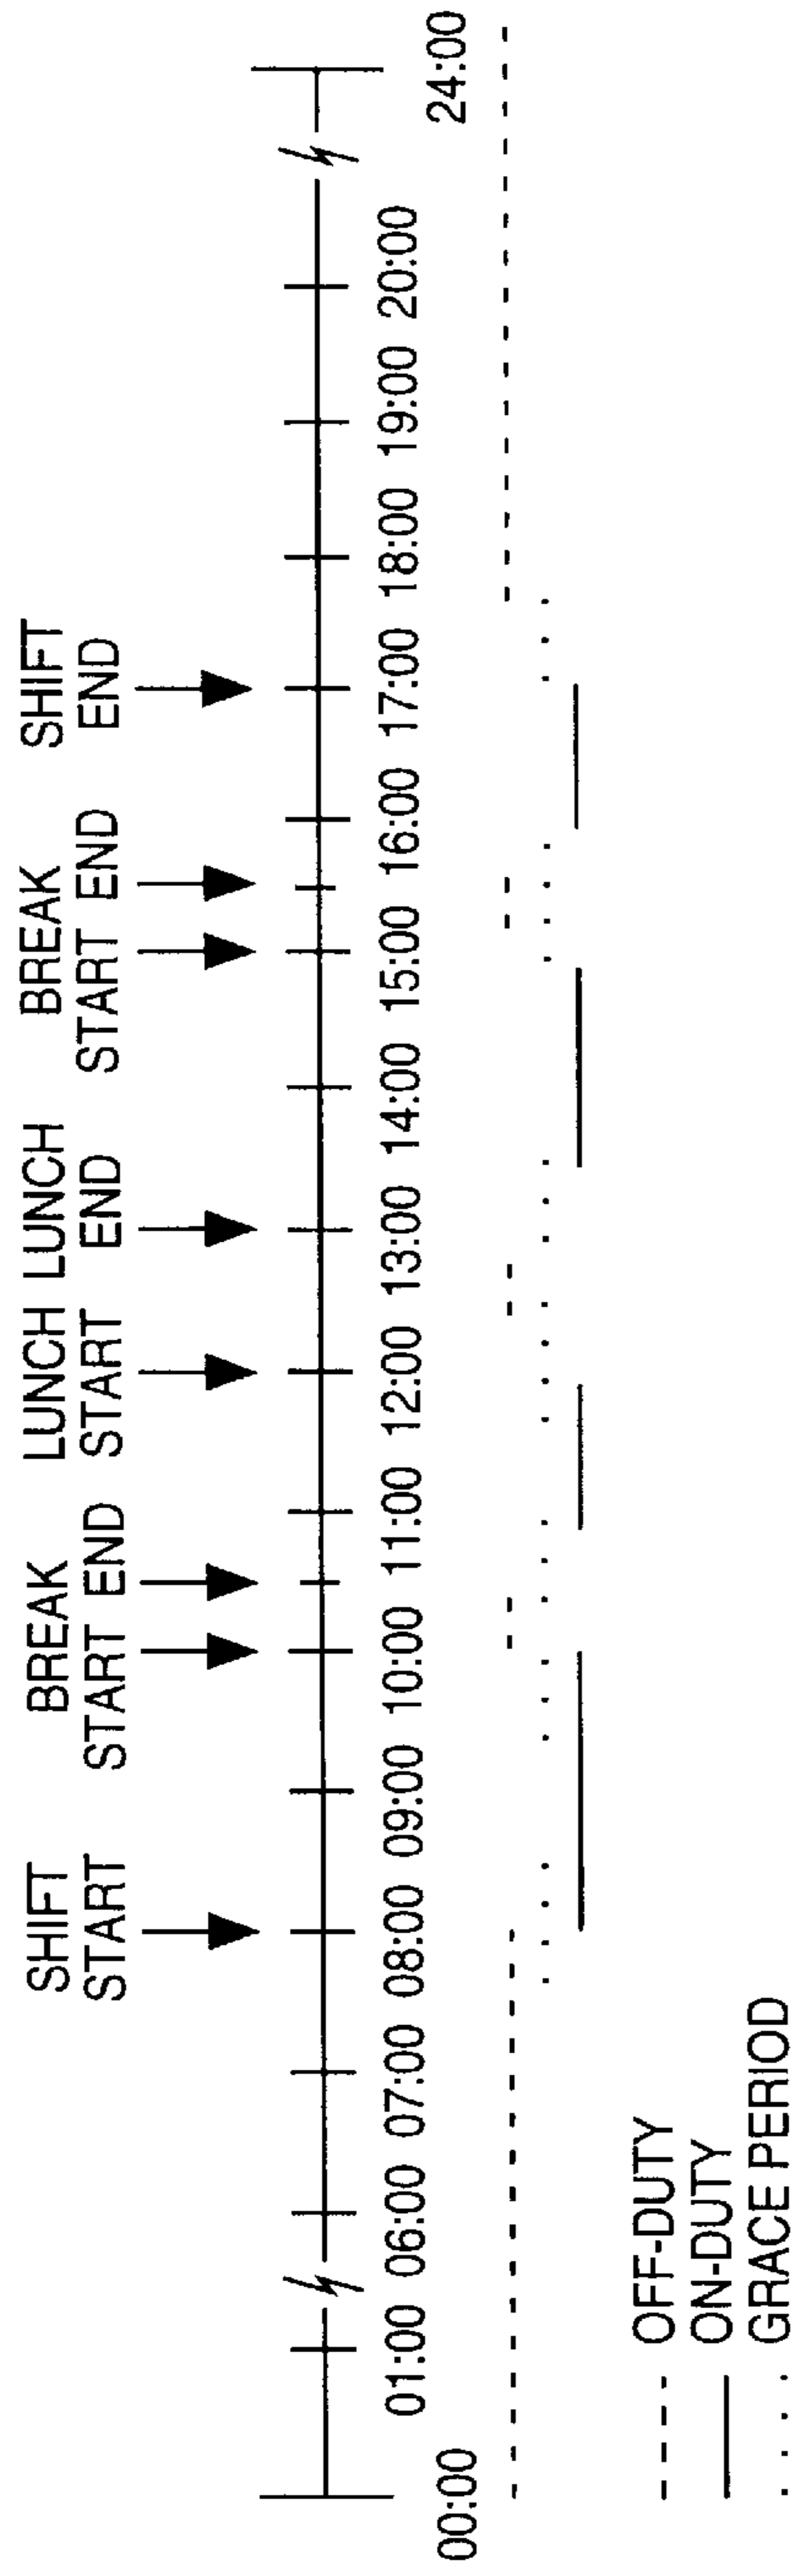 SHIFT
START
BREAK
START END
LUNCH LUNCH
START END
BREAK
START END
SHIFT
END
01:00 06:00 07:00 08:00 09:00 10:00 11:00 12:00 13:00 14:00 15:00 16:00 17:00 18:00 19:00 20:00
00:00 24:00
OFF-DUTY
ON-DUTY
GRACE PERIOD